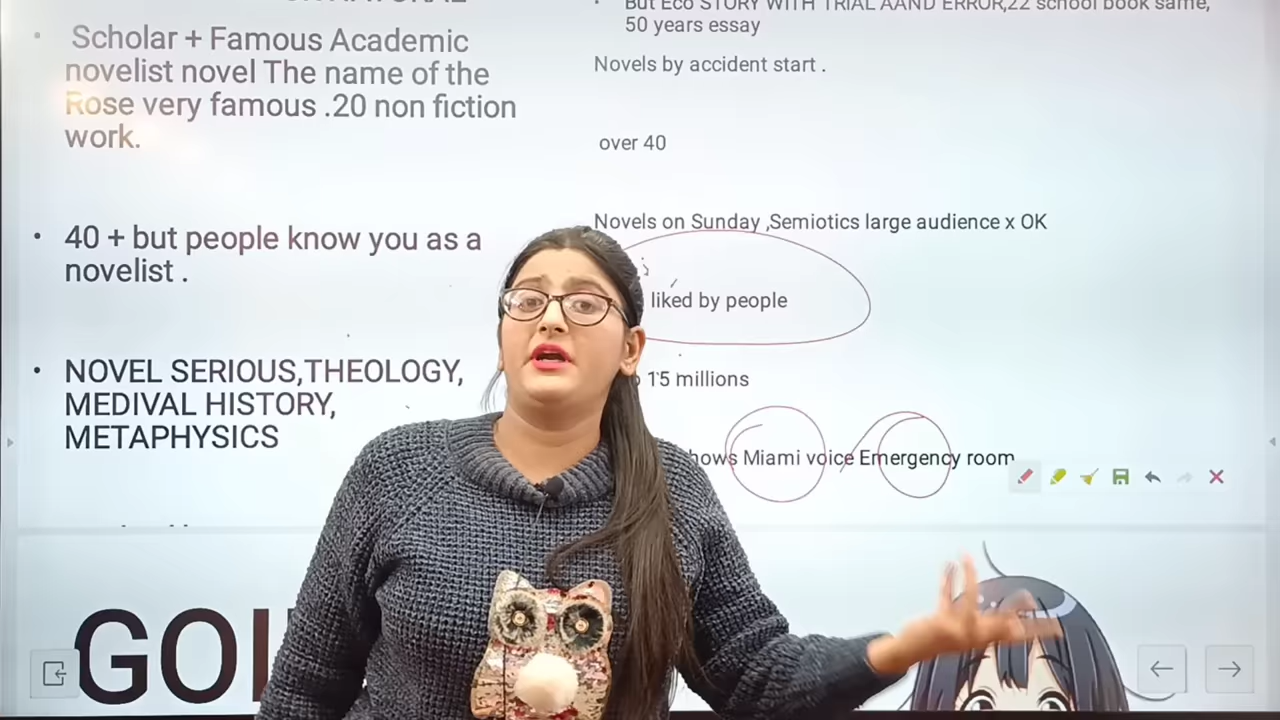 Scholar + Famous Academic
novelist novel The name of the
Rose very famous .20 non fiction
work.
40 + but people know you as a
novelist .
NOVEL SERIOUS,THEOLOGY,
MEDIVAL HISTORY,
METAPHYSICS
But Eco STORY WITH TRIAL AAND ERROR,22 school book same,
50 years essay
Novels by accident start .
over 40
Novels on Sunday ,Semiotics large audience x OK
liked by people
15 millions
Miami voice Emergency room